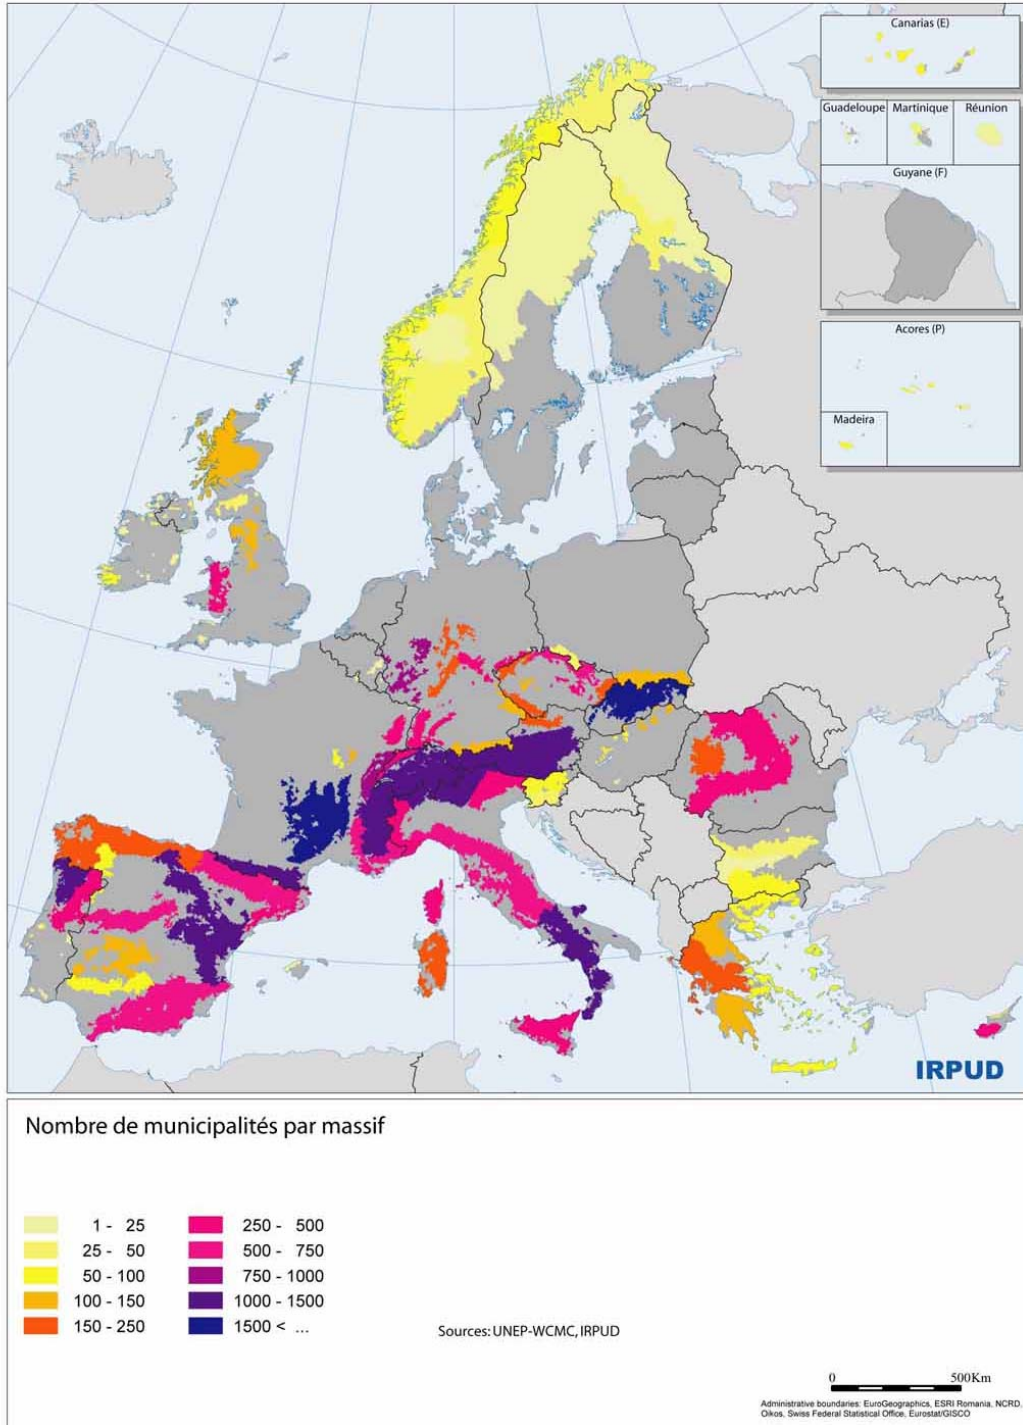 Canarias (E)
Guadeloupe
Martinique
Réunion
Guyane (F)
Acores (P)
Madeira
IRPUD
Nombre de municipalités par massif
1 - 25
25 - 50
50 - 100
100 - 150
150 - 250
250 - 500
500 - 750
750 - 1000
1000 - 1500
1500 < ...
Sources: UNEP-WCMC, IRPUD
0 500Km
Administrative boundaries: EuroGeographics, ESRI Romania, NCRD,
Oikos, Swiss Federal Statistical Office, Eurostat/GISCO